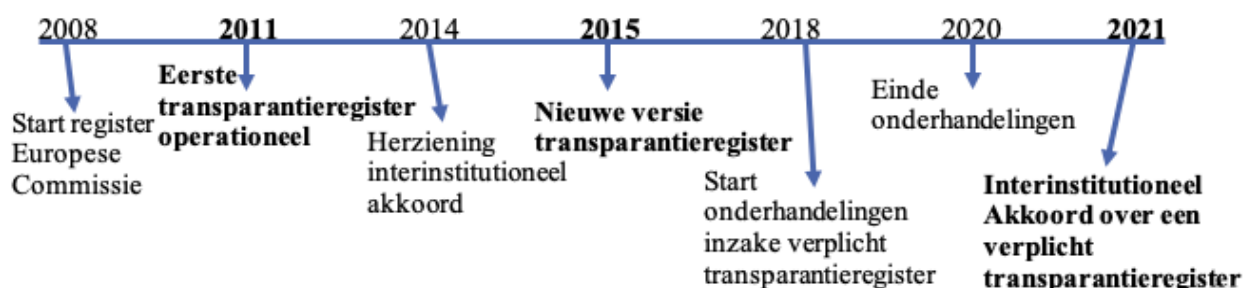 2008 2011 2014 2015 2018 2020 2021
Start register
Europese
Commissie
Eerste
transparantieregister
operationeel
Herziening
interinstitutioneel
akkoord
Nieuwe versie
transparantieregister
Start
onderhandelingen
inzake verplicht
transparantieregister
Einde
onderhandelingen
Interinstitutioneel
Akkoord over een
verplicht
transparantieregister